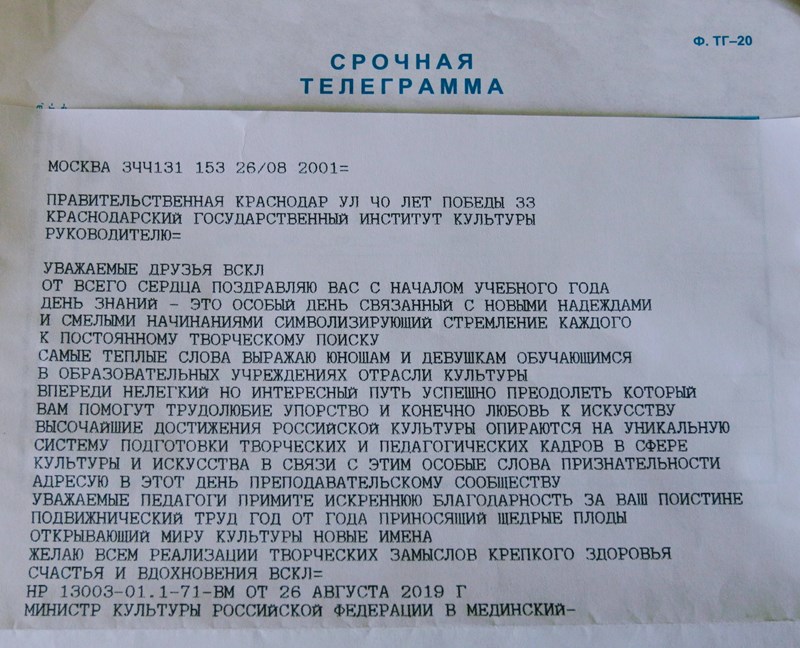 Ф. ТГ–20
СРОЧНАЯ
ТЕЛЕГРАММА
МОСКВА 3ЧЧ131 153 26/08 2001=
ПРАВИТЕЛЬСТВЕННАЯ КРАСНОДАР УЛ ЧО ЛЕТ ПОБЕДЫ 33
КРАСНОДАРСКИЙ ГОСУДАРСТВЕННЫЙ ИНСТИТУТ КУЛЬТУРЫ
РУКОВОДИТЕЛЮ=
УВАЖАЕМЫЕ ДРУЗЬЯ ВСКЛ
ОТ ВСЕГО СЕРДЦА ПОЗДРАВЛЯЮ ВАС С НАЧАЛОМ УЧЕБНОГО ГОДА
ДЕНЬ ЗНАНИЙ – ЭТО ОСОБЫЙ ДЕНЬ СВЯЗАННЫЙ С НОВЫМИ НАДЕЖДАМИ
И СМЕЛЫМИ НАЧИНАНИЯМИ СИМВОЛИЗИРУЮЩИЙ СТРЕМЛЕНИЕ КАЖДОГО
К ПОСТОЯННОМУ ТВОРЧЕСКОМУ ПОИСКУ
САМЫЕ ТЕПЛЫЕ СЛОВА ВЫРАЖАЮ ЮНОШАМ И ДЕВУШКАМ ОБУЧАЮЩИМСЯ
В ОБРАЗОВАТЕЛЬНЫХ УЧРЕЖДЕНИЯХ ОТРАСЛИ КУЛЬТУРЫ
ВПЕРЕДИ НЕЛЕГКИЙ НО ИНТЕРЕСНЫЙ ПУТЬ УСПЕШНО ПРЕОДОЛЕТЬ КОТОРЫЙ
ВАМ ПОМОГУТ ТРУДОЛЮБИЕ УПОРСТВО И КОНЕЧНО ЛЮБОВЬ К ИСКУССТВУ
ВЫСОЧАЙШИЕ ДОСТИЖЕНИЯ РОССИЙСКОЙ КУЛЬТУРЫ ОПИРАЮТСЯ НА УНИКАЛЬНУЮ
СИСТЕМУ ПОДГОТОВКИ ТВОРЧЕСКИХ И ПЕДАГОГИЧЕСКИХ КАДРОВ В СФЕРЕ
КУЛЬТУРЫ И ИСКУССТВА В СВЯЗИ С ЭТИМ ОСОБЫЕ СЛОВА ПРИЗНАТЕЛЬНОСТИ
АДРЕСУЮ В ЭТОТ ДЕНЬ ПРЕПОДАВАТЕЛЬСКОМУ СООБЩЕСТВУ
УВАЖАЕМЫЕ ПЕДАГОГИ ПРИМИТЕ ИСКРЕННЮЮ БЛАГОДАРНОСТЬ ЗА ВАШ ПОИСТИНЕ
ПОДВИЖНИЧЕСКИЙ ТРУД ГОД ОТ ГОДА ПРИНОСЯЩИЙ ЩЕДРЫЕ ПЛОДЫ
ОТКРЫВАЮЩИЙ МИРУ КУЛЬТУРЫ НОВЫЕ ИМЕНА
ЖЕЛАЮ ВСЕМ РЕАЛИЗАЦИИ ТВОРЧЕСКИХ ЗАМЫСЛОВ КРЕПКОГО ЗДОРОВЬЯ
СЧАСТЬЯ И ВДОХНОВЕНИЯ ВСКЛ=
НР 13003-01.1-71-ВМ ОТ 26 АВГУСТА 2019 Г
МИНИСТР КУЛЬТУРЫ РОССИЙСКОЙ ФЕДЕРАЦИИ В МЕДИНСКИЙ-